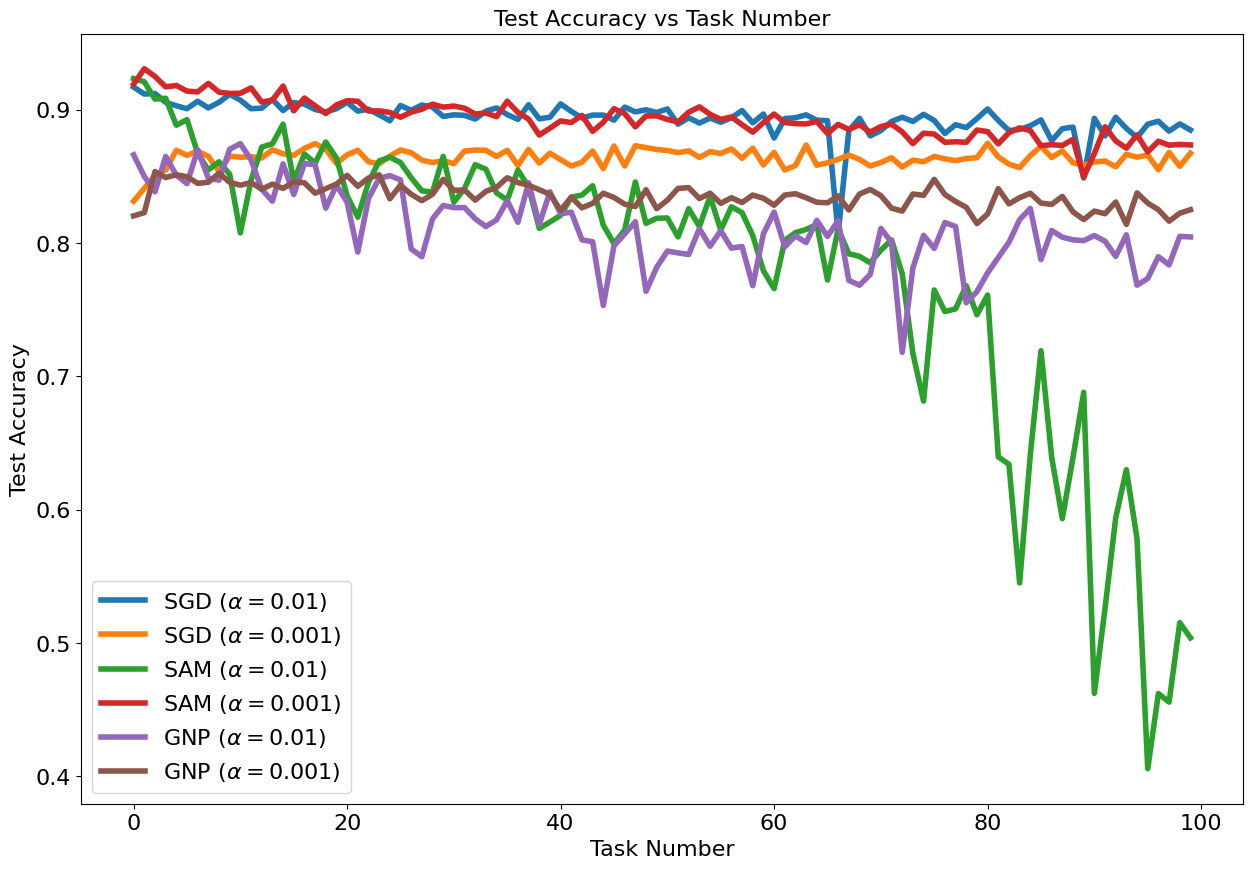 Test Accuracy vs Task Number
Test Accuracy
0.9
0.8
0.7
0.6
0.5
0.4
SGD (α = 0.01)
SGD (α = 0.001)
SAM (α = 0.01)
SAM (α = 0.001)
GNP (α = 0.01)
GNP (α = 0.001)
0 20 40 60 80 100
Task Number